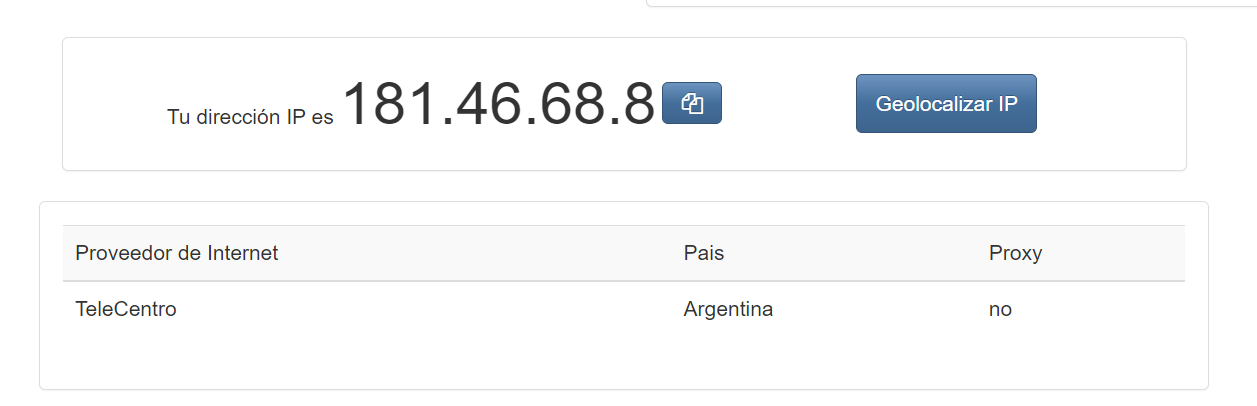 Tu dirección IP es 181.46.68.8 Geolocalizar IP
Proveedor de Internet Pais Proxy
TeleCentro Argentina no